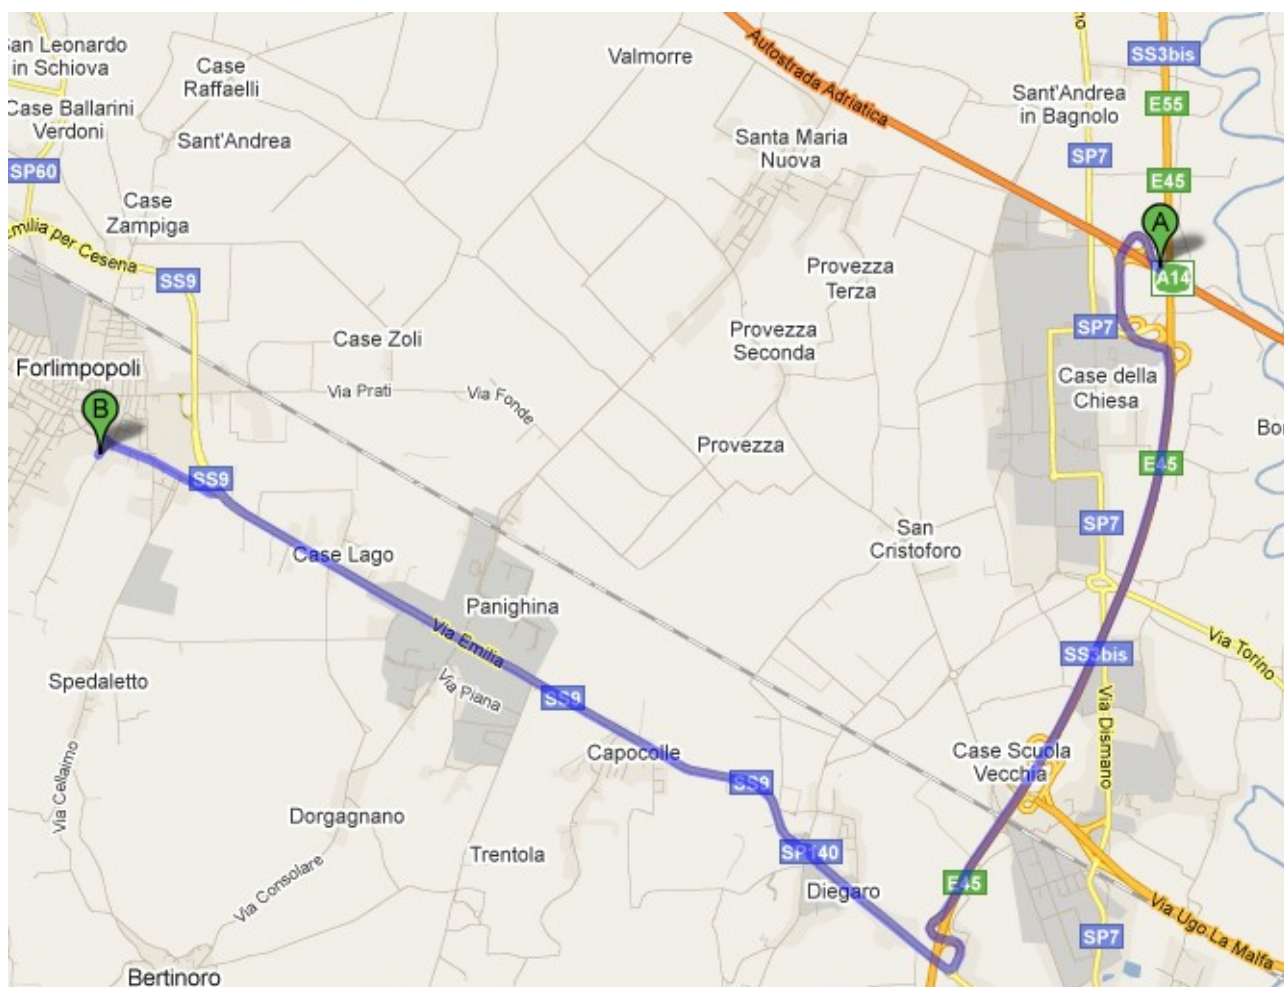 San Leonardo
in Schiova
Case
Raffaelli
Valmorre
Autostrada Adriatica
SS3bis
Case Ballarini
Verdoni
Sant'Andrea
Santa Maria
Nuova
Sant'Andrea
in Bagnolo
E55
SP60
SP7
E45
Case
Zampiga
Emilia per Cesena
SS9
A
A14
Provezza
Terza
Provezza
Seconda
SP7
Case Zoli
Forlimpopoli
Case della
Chiesa
Via Prati
Via Fonde
B
Provezza
E45
SS9
SP7
San
Cristoforo
Case Lago
Panighina
Via Emilia
Via Torino
SS3bis
Spedaletto
Via Piana
SS9
Via Dismano
Capocolle
Case Scuola
Vecchia
SS9
Via Cellaimo
Dorgagnano
Trentola
SP140
Diegaro
E45
Via Consolare
Via Ugo La Malfa
SP7
Bertinoro